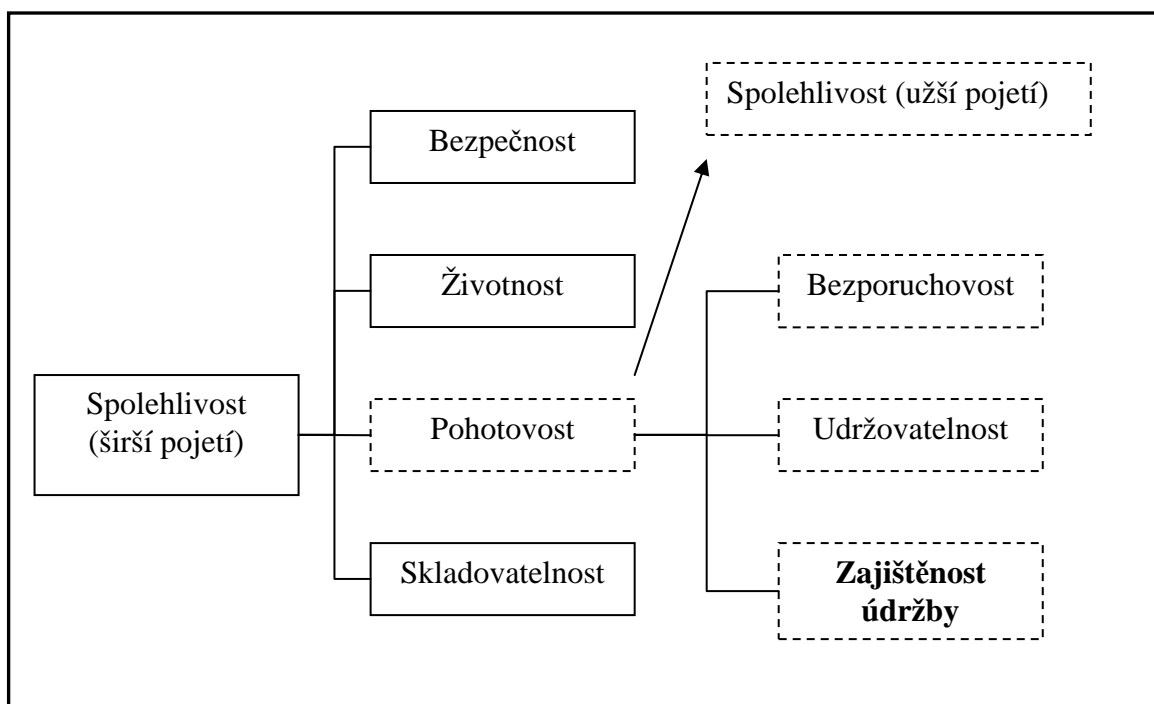 Spolehlivost (užší pojetí)
Bezpečnost
Životnost
Bezporuchovost
Spolehlivost
(širší pojetí)
Pohotovost
Udržovatelnost
Skladovatelnost
Zajištěnost
údržby